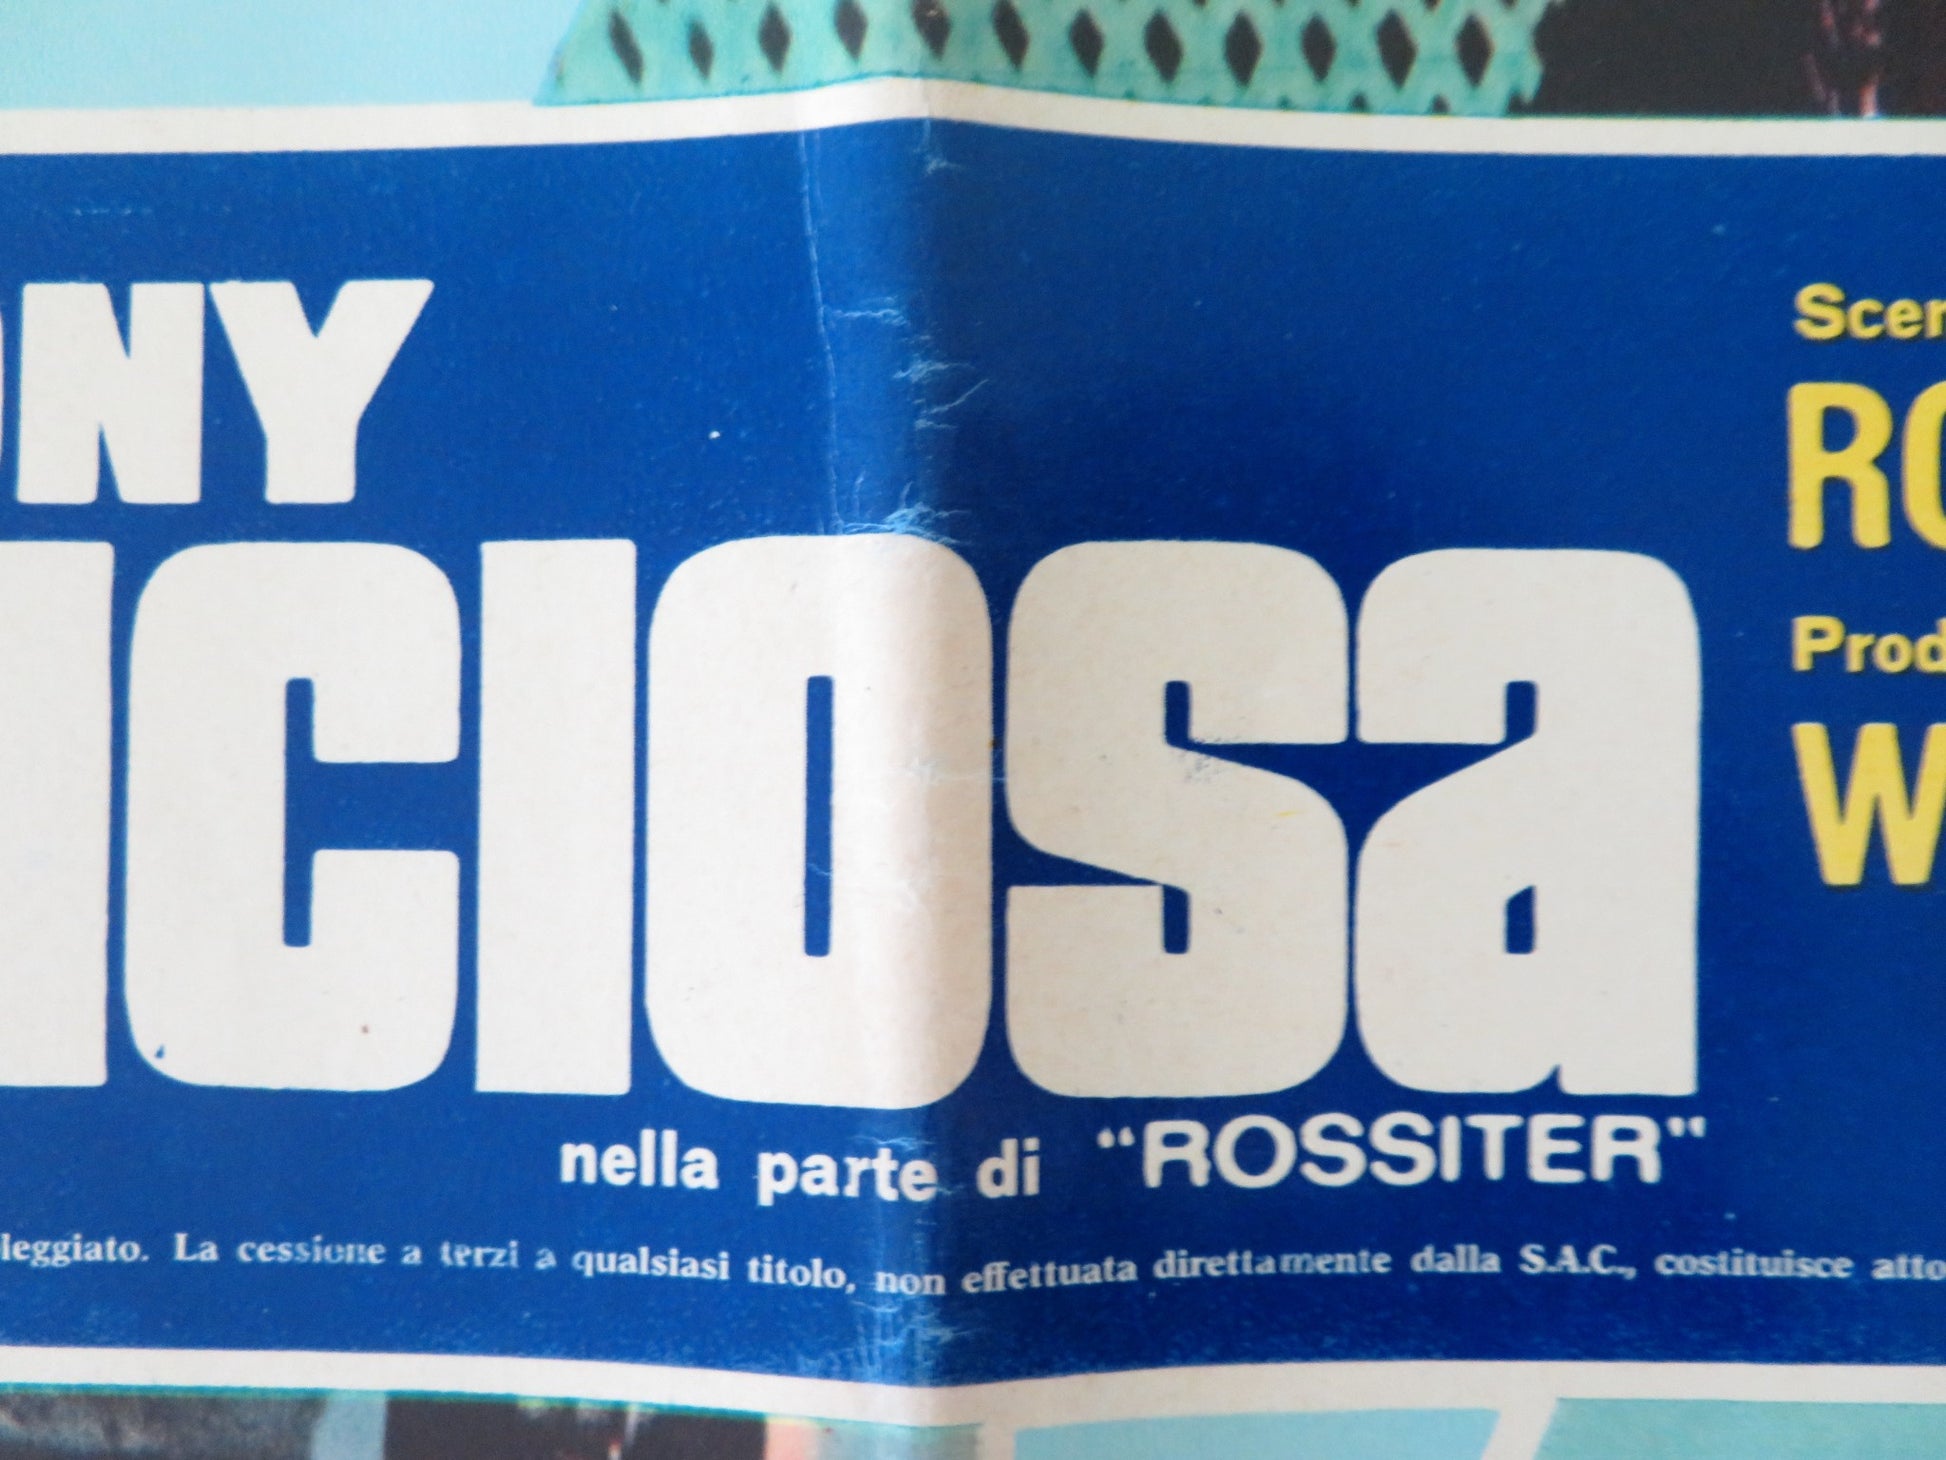 ONY
ICIOSA
nella parte di "ROSSITER"
leggiato. La cessione a terzi a qualsiasi titolo, non effettuata direttamente dalla S.A.C., costituisce atto
Scen
RO
Prod
W